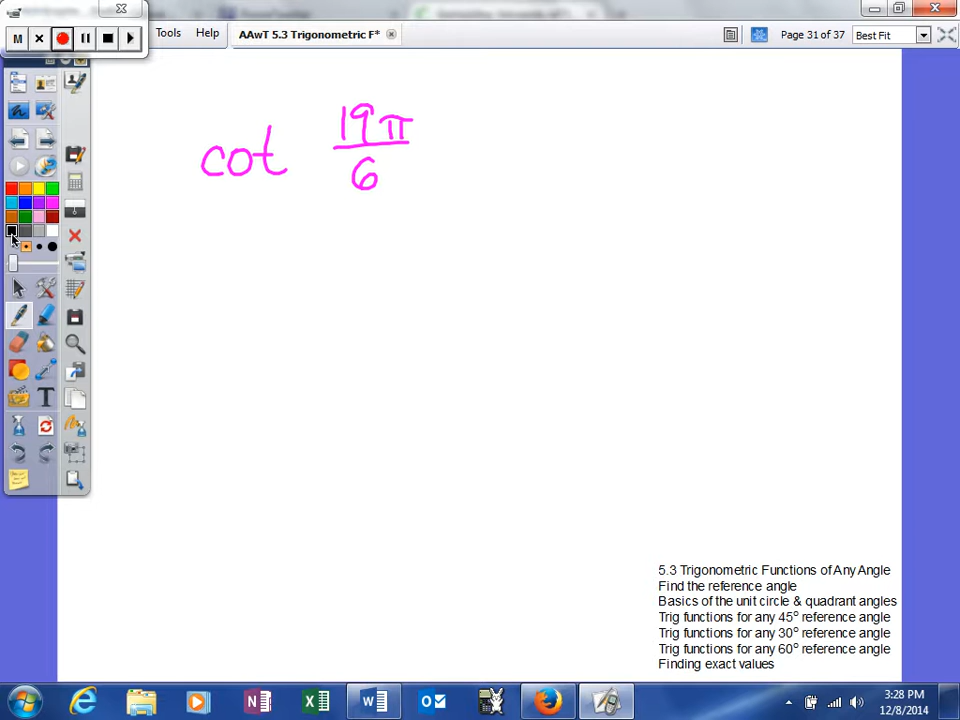 M
Tools Help AAwT 5.3 Trigonometric F* Page 31 of 37 Best Fit
cot 19π/6
T
5.3 Trigonometric Functions of Any Angle
Find the reference angle
Basics of the unit circle & quadrant angles
Trig functions for any 45° reference angle
Trig functions for any 30° reference angle
Trig functions for any 60° reference angle
Finding exact values
3:28 PM
12/8/2014